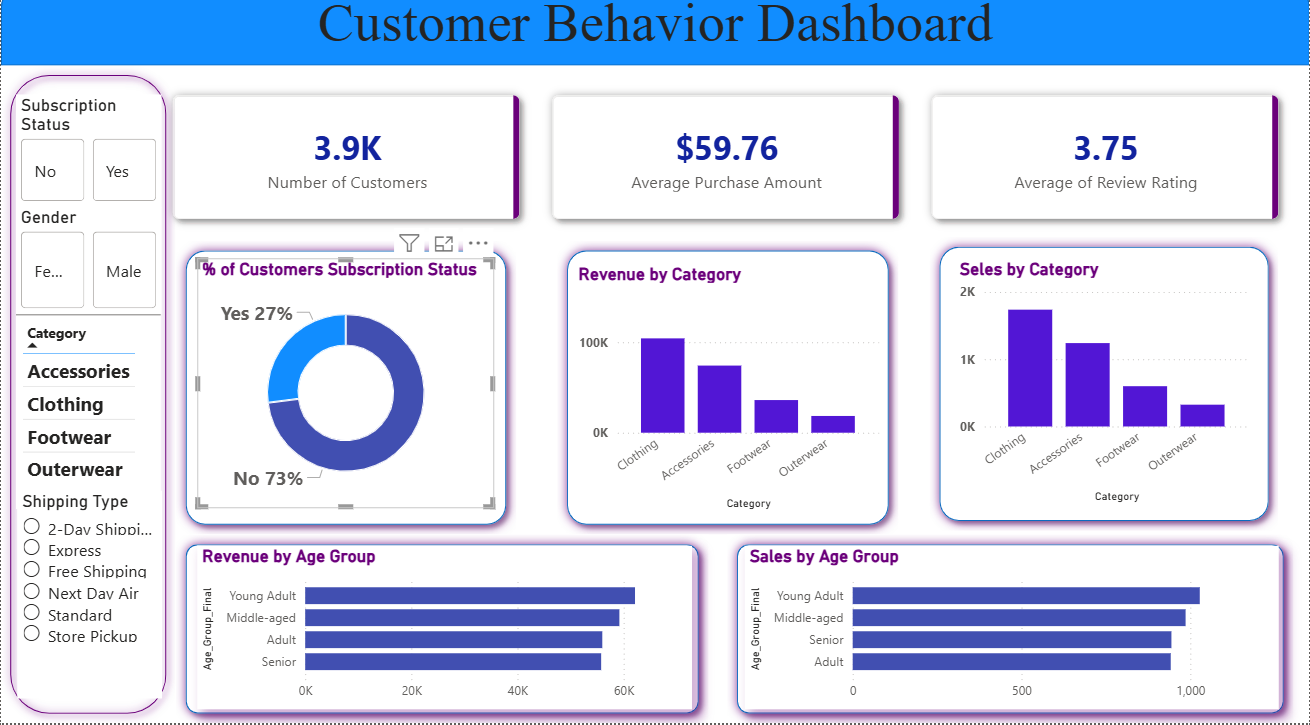 Customer Behavior Dashboard
Subscription
Status
No
Yes
Gender
Fe...
Male
Category
Accessories
Clothing
Footwear
Outerwear
Shipping Type
2-Day Shippi...
Express
Free Shipping
Next Day Air
Standard
Store Pickup
3.9K
Number of Customers
$59.76
Average Purchase Amount
3.75
Average of Review Rating
% of Customers Subscription Status
Yes 27%
No 73%
Revenue by Category
100K
0K
Clothing
Accessories
Footwear
Outerwear
Category
Seles by Category
2K
1K
0K
Clothing
Accessories
Footwear
Outerwear
Category
Revenue by Age Group
Age_Group_Final
Young Adult
Middle-aged
Adult
Senior
0K
20K
40K
60K
Sales by Age Group
Age_Group_Final
Young Adult
Middle-aged
Senior
Adult
0
500
1,000